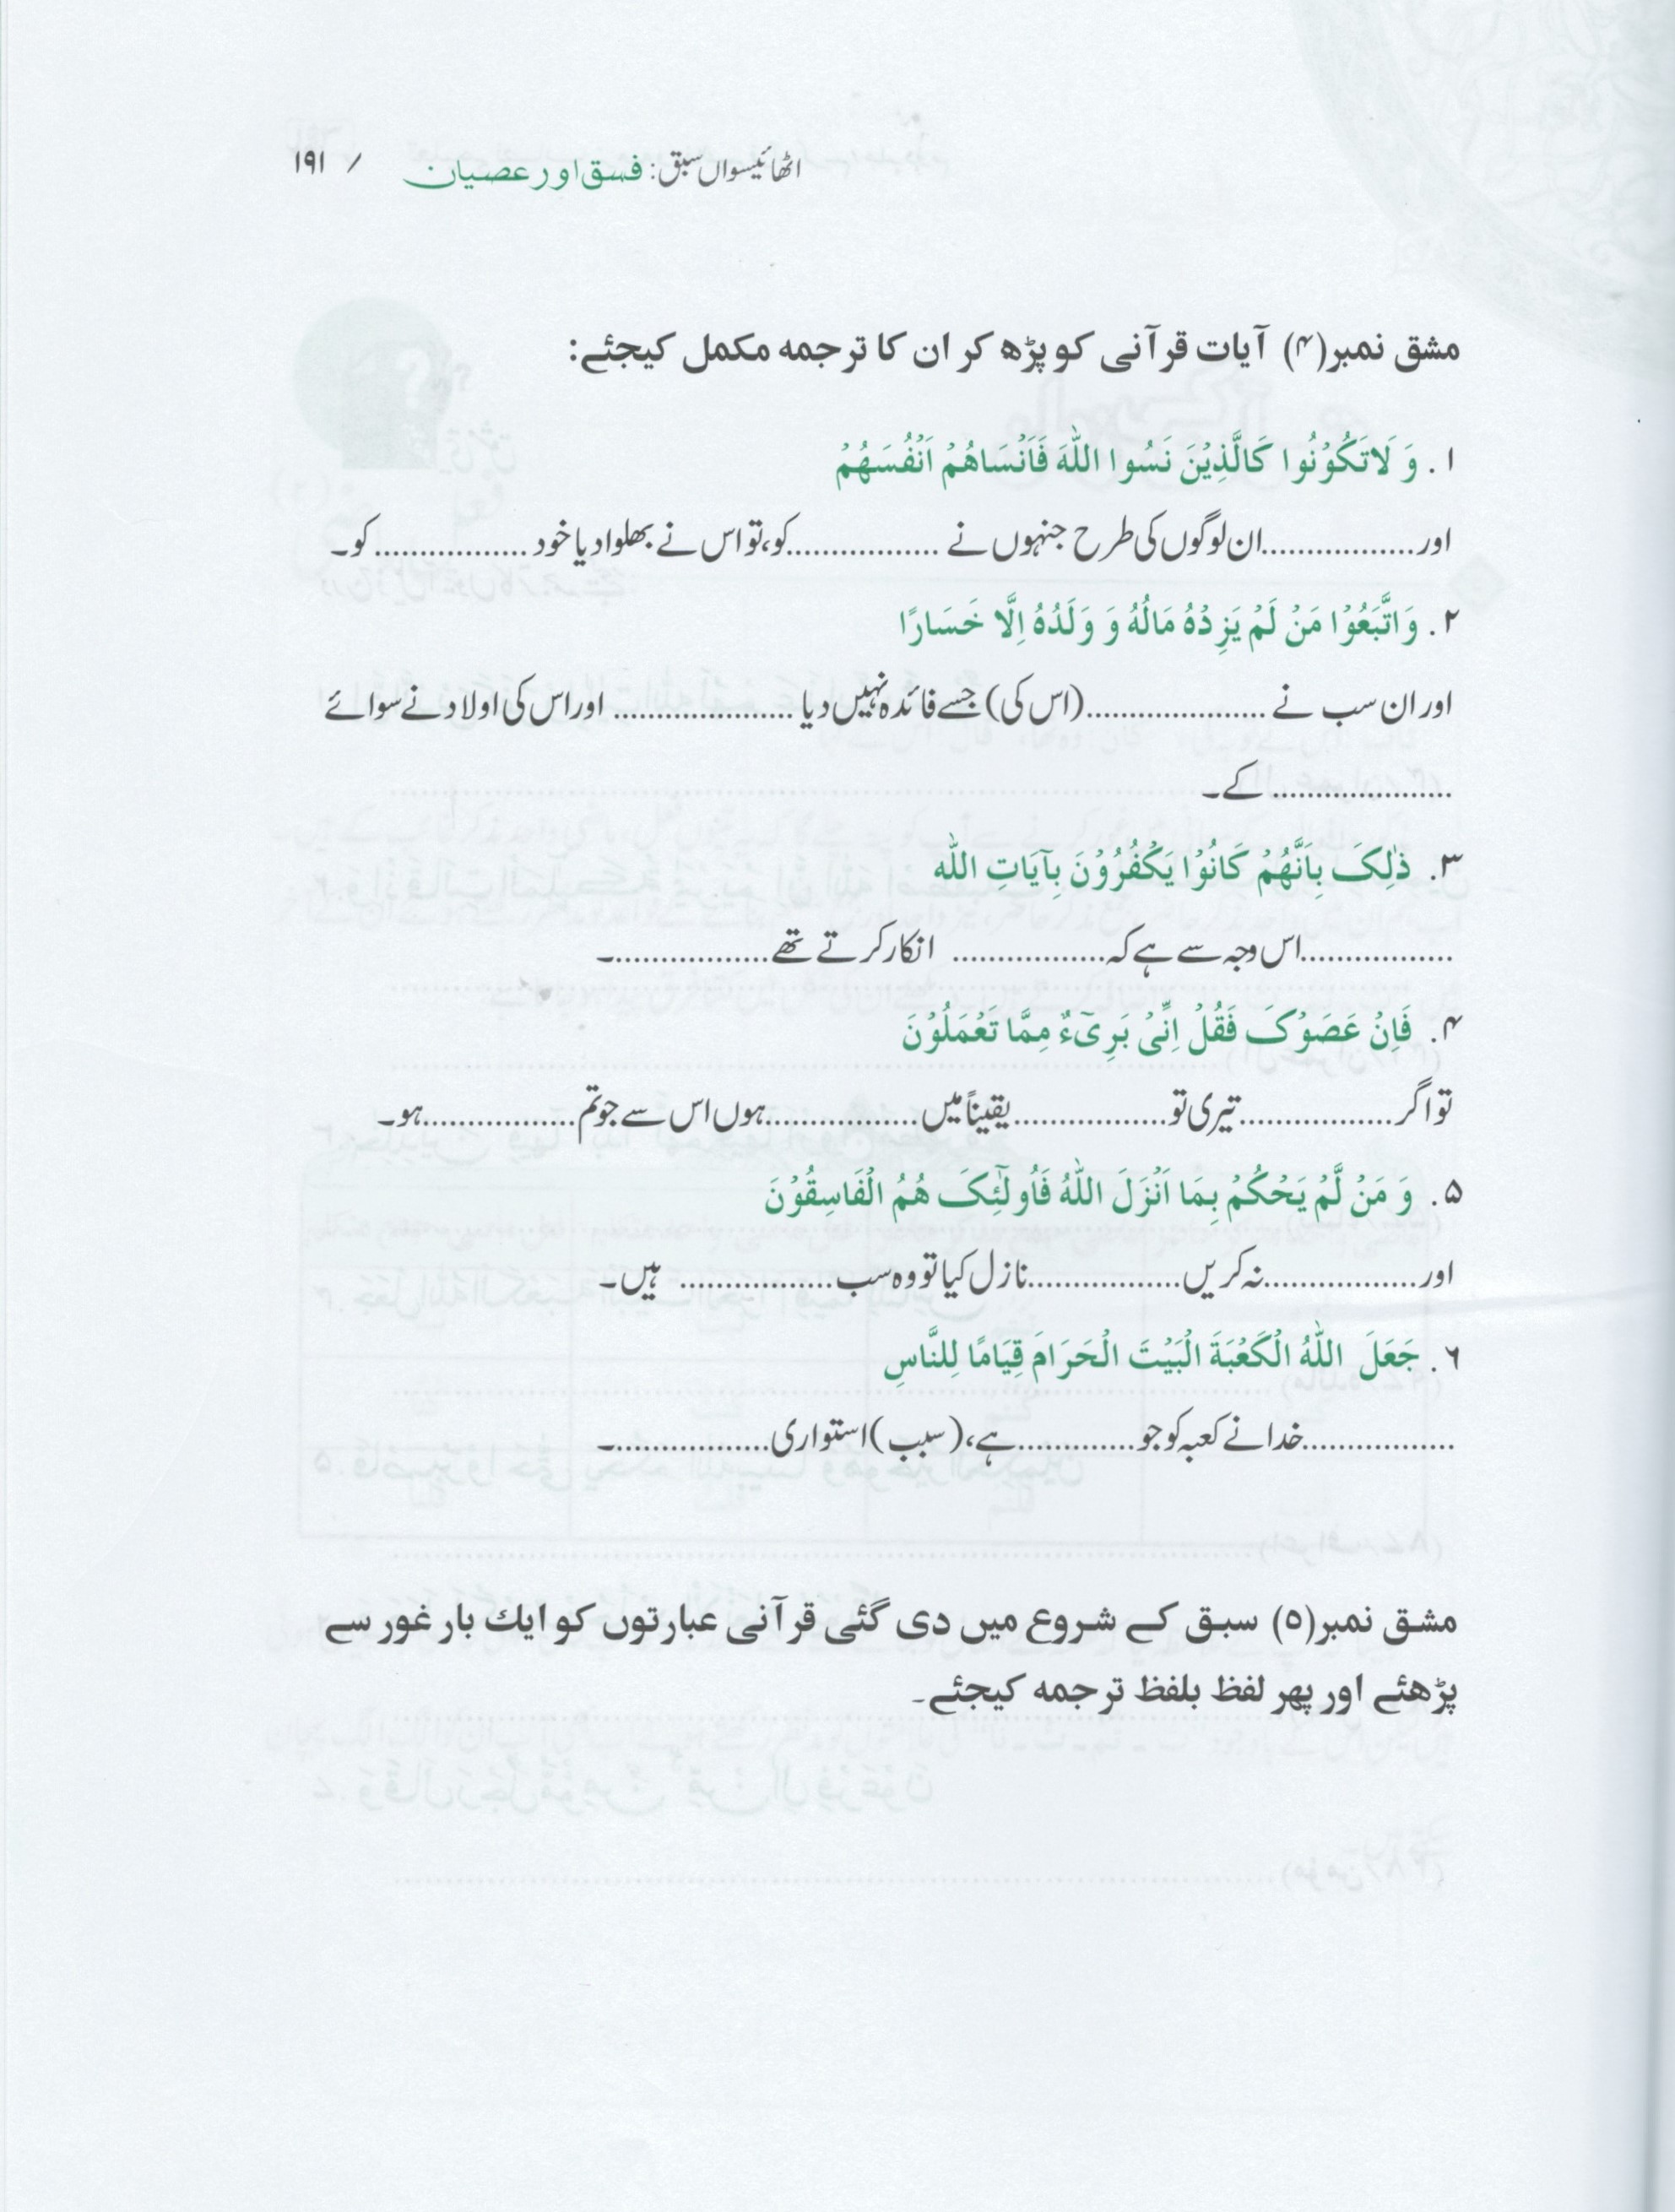 اٹھائیسواں سبق: فسق اور عصیان / ۱۹۱
مشق نمبر(۴) آیات قرآنی کو پڑھ کر ان کا ترجمہ مکمل کیجئے:
۱. وَ لَاتَکُوْنُوا کَالَّذِیْنَ نَسُوا اللّٰهَ فَاَنْسَاهُمْ اَنْفُسَهُمْ
اور.................ان لوگوں کی طرح جنہوں نے .................کو،تو اس نے بھلوا دیا خود .................کو۔
۲. وَاتَّبَعُوْا مَنْ لَمْ یَزِدْهُ مَالُهُ وَ وَلَدُهُ اِلَّا خَسَارًا
اور ان سب نے ....................(اس کی) جسے فائدہ نہیں دیا .................... اور اس کی اولاد نے سوائے
.................... کے۔
۳. ذٰلِکَ بِاَنَّهُمْ کَانُوْا یَکْفُرُوْنَ بِآیَاتِ اللّٰه
.................اس وجہ سے ہے کہ................. انکار کرتے تھے.................۔
۴. فَاِنْ عَصَوْکَ فَقُلْ اِنِّیْ بَرِیْٓءٌ مِمَّا تَعْمَلُوْنَ
تو اگر.................تیری تو.................یقیناً میں.................ہوں اس سے جو تم.................ہو۔
۵. وَ مَنْ لَّمْ یَحْکُمْ بِمَا اَنْزَلَ اللّٰهُ فَاُولٰٓئِکَ هُمُ الْفَاسِقُوْنَ
اور.................نہ کریں.................نازل کیا تو وہ سب................. ہیں۔
۶. جَعَلَ اللّٰهُ الْکَعْبَةَ الْبَیْتَ الْحَرَامَ قِیَامًا لِلنَّاسِ
.................خدا نے کعبہ کو جو.............ہے،(سبب) استواری.................۔
مشق نمبر(۵) سبق کے شروع میں دی گئی قرآنی عبارتوں کو ایك بار غور سے
پڑھئے اور پھر لفظ بلفظ ترجمہ کیجئے۔